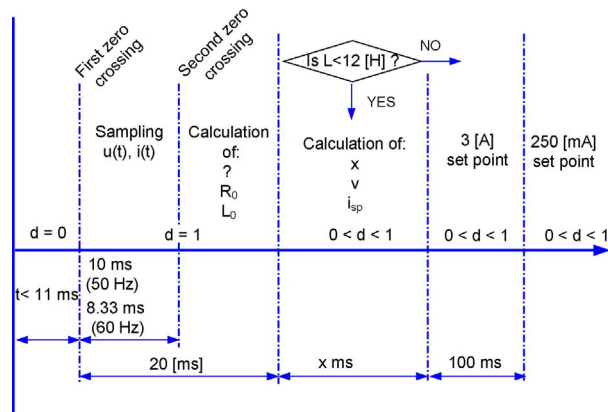 First zero
crossing
Second zero
crossing
Is L<12 [H] ?
NO
YES
Sampling
u(t), i(t)
Calculation
of:
?
R0
L0
Calculation of:
x
v
isp
3 [A]
set point
250 [mA]
set point
d = 0
d = 1
0 < d < 1
0 < d < 1
0 < d < 1
t< 11 ms
10 ms
(50 Hz)
8.33 ms
(60 Hz)
20 [ms]
x ms
100 ms